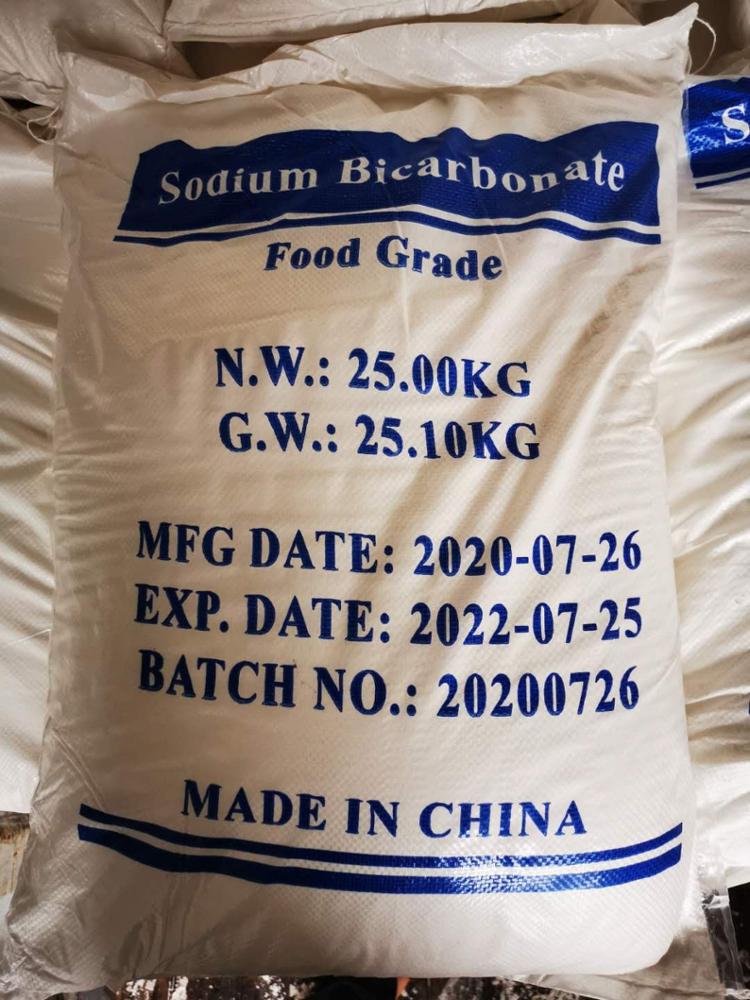 Sodium Bicarbonate
Food Grade
N.W.: 25.00KG
G.W.: 25.10KG
MFG DATE: 2020-07-26
EXP. DATE: 2022-07-25
BATCH NO.: 20200726
MADE IN CHINA
S